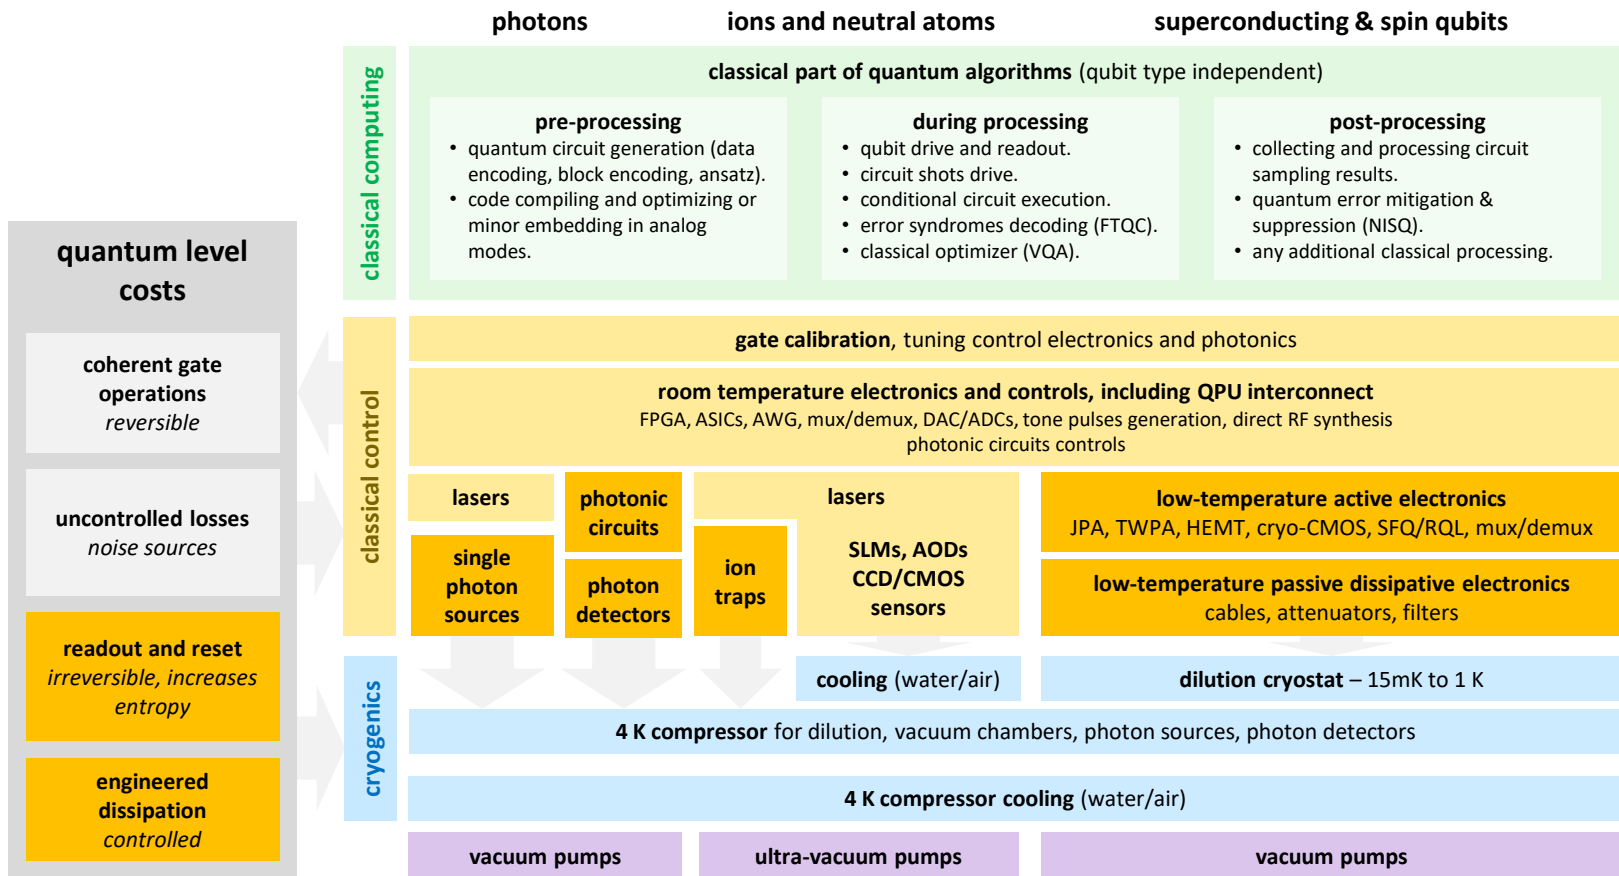 photons
ions and neutral atoms
superconducting & spin qubits
classical computing
classical part of quantum algorithms (qubit type independent)
pre-processing
• quantum circuit generation (data
encoding, block encoding, ansatz).
• code compiling and optimizing or
minor embedding in analog
modes.
during processing
• qubit drive and readout.
• circuit shots drive.
• conditional circuit execution.
• error syndromes decoding (FTQC).
• classical optimizer (VQA).
post-processing
• collecting and processing circuit
sampling results.
• quantum error mitigation &
suppression (NISQ).
• any additional classical processing.
quantum level
costs
coherent gate
operations
reversible
uncontrolled losses
noise sources
readout and reset
irreversible, increases
entropy
engineered
dissipation
controlled
classical control
gate calibration, tuning control electronics and photonics
room temperature electronics and controls, including QPU interconnect
FPGA, ASICs, AWG, mux/demux, DAC/ADCs, tone pulses generation, direct RF synthesis
photonic circuits controls
lasers
single
photon
sources
photonic
circuits
photon
detectors
lasers
ion
traps
SLMs, AODs
CCD/CMOS
sensors
low-temperature active electronics
JPA, TWPA, HEMT, cryo-CMOS, SFQ/RQL, mux/demux
low-temperature passive dissipative electronics
cables, attenuators, filters
cryogenics
cooling (water/air)
dilution cryostat – 15mK to 1 K
4 K compressor for dilution, vacuum chambers, photon sources, photon detectors
4 K compressor cooling (water/air)
vacuum pumps
ultra-vacuum pumps
vacuum pumps